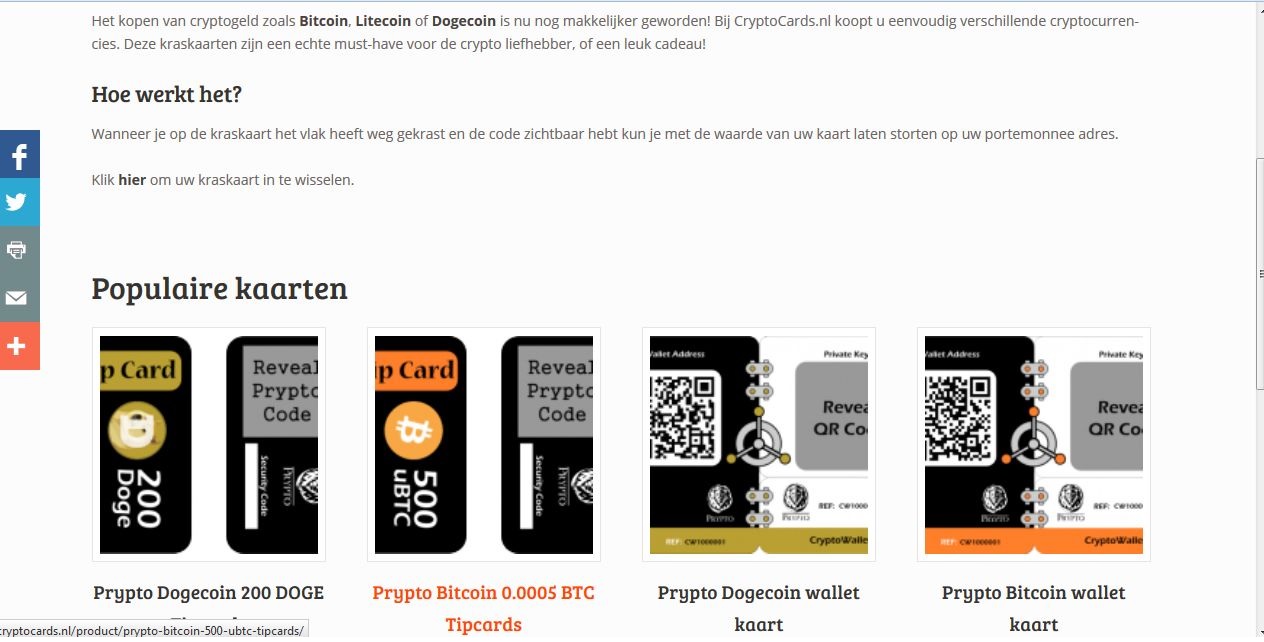 Het kopen van cryptogeld zoals Bitcoin, Litecoin of Dogecoin is nu nog makkelijker geworden! Bij CryptoCards.nl koopt u eenvoudig verschillende cryptocurren-
cies. Deze kraskaarten zijn een echte must-have voor de crypto liefhebber, of een leuk cadeau!
Hoe werkt het?
Wanneer je op de kraskaart het vlak heeft weg gekrast en de code zichtbaar hebt kun je met de waarde van uw kaart laten storten op uw portemonnee adres.
Klik hier om uw kraskaart in te wisselen.
Populaire kaarten
p Card
200
Doge
Reveal
Prypto
Code
Security Code
PRYPTO
ip Card
500
uBTC
Reveal
Prypto
Code
Security Code
PRYPTO
Wallet Address
Private Key
Revea
QR Co
PRYPTO
PRYPTO
REF: CW1000
REF: CW1000001
CryptoWalle
Wallet Address
Private Key
Revea
QR Co
PRYPTO
PRYPTO
REF: CW1000
REF: CW1000001
CryptoWalle
Prypto Dogecoin 200 DOGE
Prypto Bitcoin 0.0005 BTC
Tipcards
Prypto Dogecoin wallet
kaart
Prypto Bitcoin wallet
kaart
cryptocards.nl/product/prypto-bitcoin-500-ubtc-tipcards/